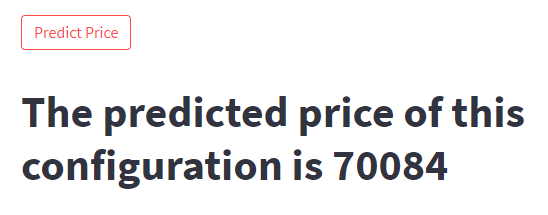 Predict Price
The predicted price of this
configuration is 70084